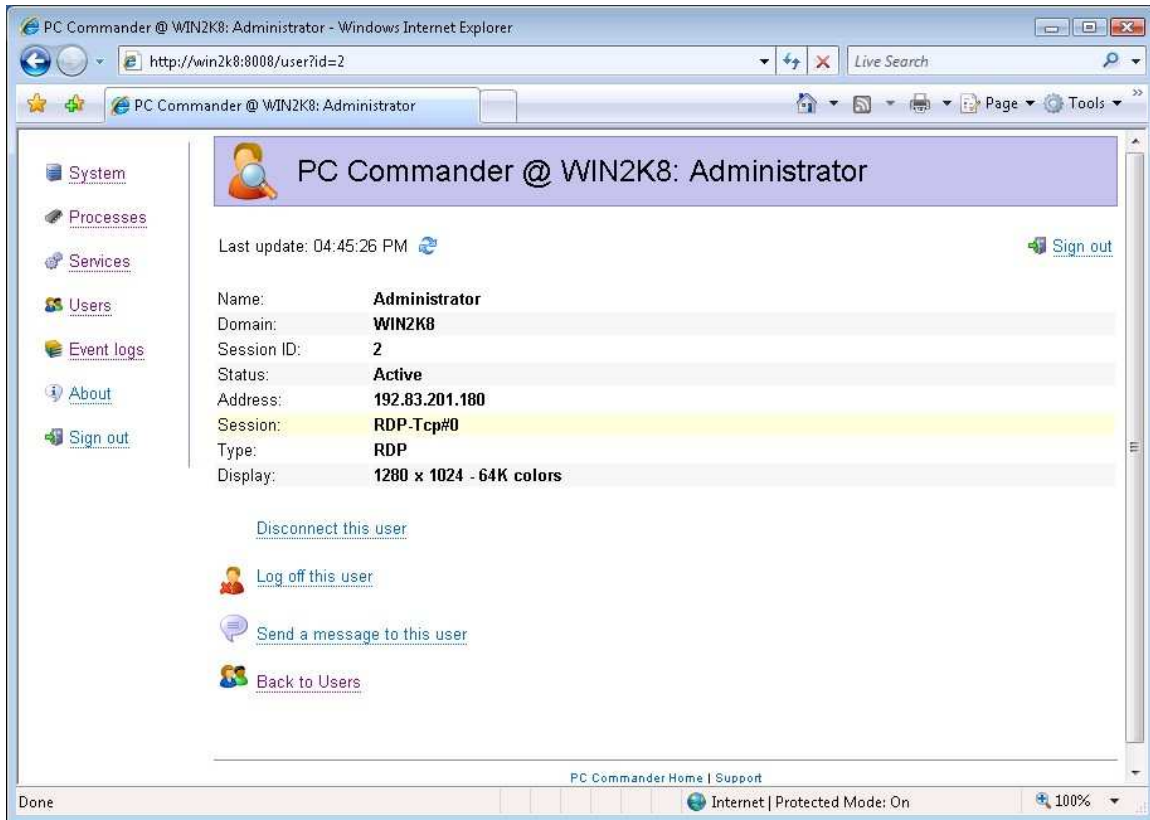 PC Commander @ WIN2K8: Administrator - Windows Internet Explorer
http://win2k8:8008/user?id=2
Live Search
PC Commander @ WIN2K8: Administrator
Page
Tools
System
Processes
Services
Users
Event logs
About
Sign out
PC Commander @ WIN2K8: Administrator
Last update: 04:45:26 PM
Sign out
Name: Administrator
Domain: WIN2K8
Session ID: 2
Status: Active
Address: 192.83.201.180
Session: RDP-Tcp#0
Type: RDP
Display: 1280 x 1024 - 64K colors
Disconnect this user
Log off this user
Send a message to this user
Back to Users
PC Commander Home | Support
Done
Internet | Protected Mode: On
100%